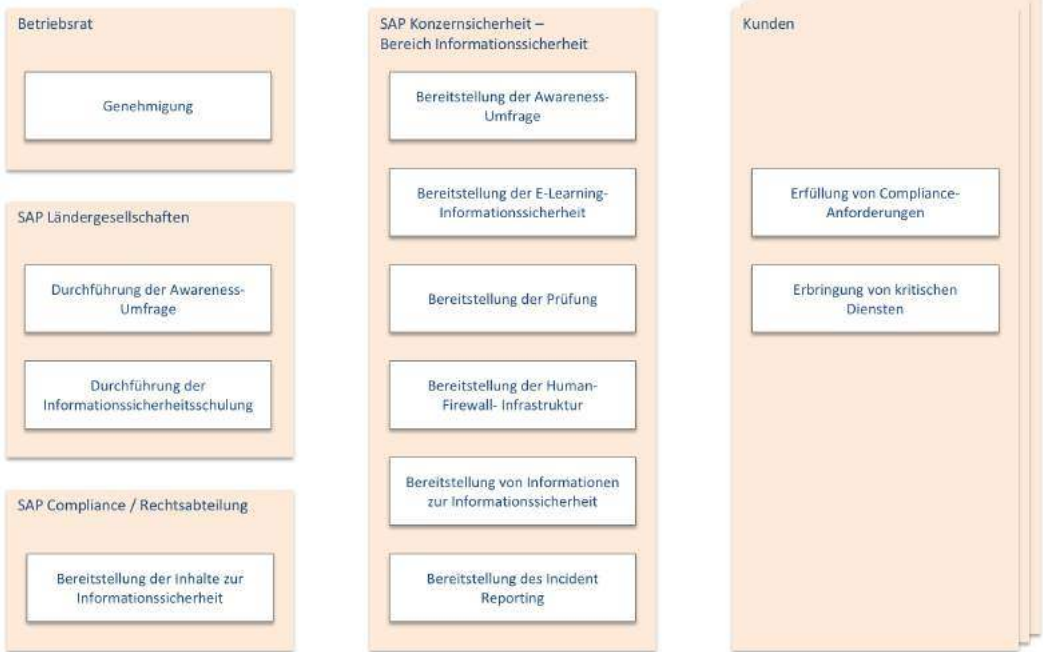 Betriebsrat
Genehmigung
SAP Ländergesellschaften
Durchführung der Awareness-
Umfrage
Durchführung der
Informationssicherheitsschulung
SAP Compliance / Rechtsabteilung
Bereitstellung der Inhalte zur
Informationssicherheit
SAP Konzernsicherheit –
Bereich Informationssicherheit
Bereitstellung der Awareness-
Umfrage
Bereitstellung der E-Learning-
Informationssicherheit
Bereitstellung der Prüfung
Bereitstellung der Human-
Firewall- Infrastruktur
Bereitstellung von Informationen
zur Informationssicherheit
Bereitstellung des Incident
Reporting
Kunden
Erfüllung von Compliance-
Anforderungen
Erbringung von kritischen
Diensten